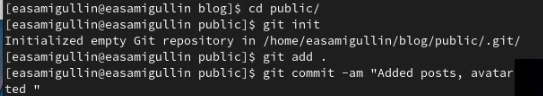 [easamigullin@easamigullin blog]$ cd public/
[easamigullin@easamigullin public]$ git init
Initialized empty Git repository in /home/easamigullin/blog/public/.git/
[easamigullin@easamigullin public]$ git add .
[easamigullin@easamigullin public]$ git commit -am "Added posts, avatar
ted "